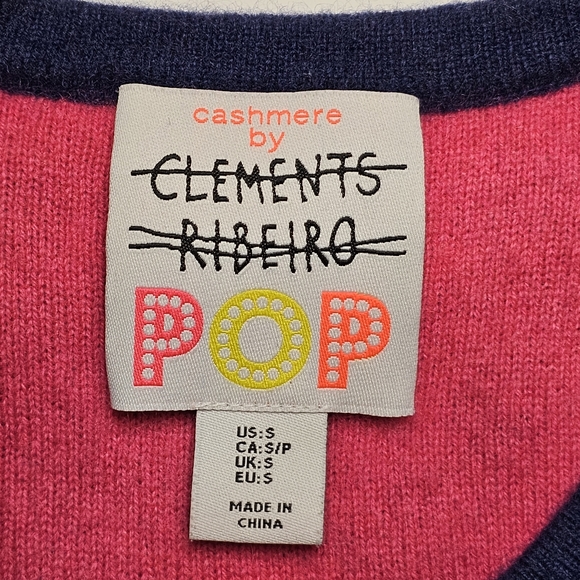 cashmere
by
CLEMENTS
RIBEIRO
POP
US:S
CA:S/P
UK:S
EU:S
MADE IN
CHINA